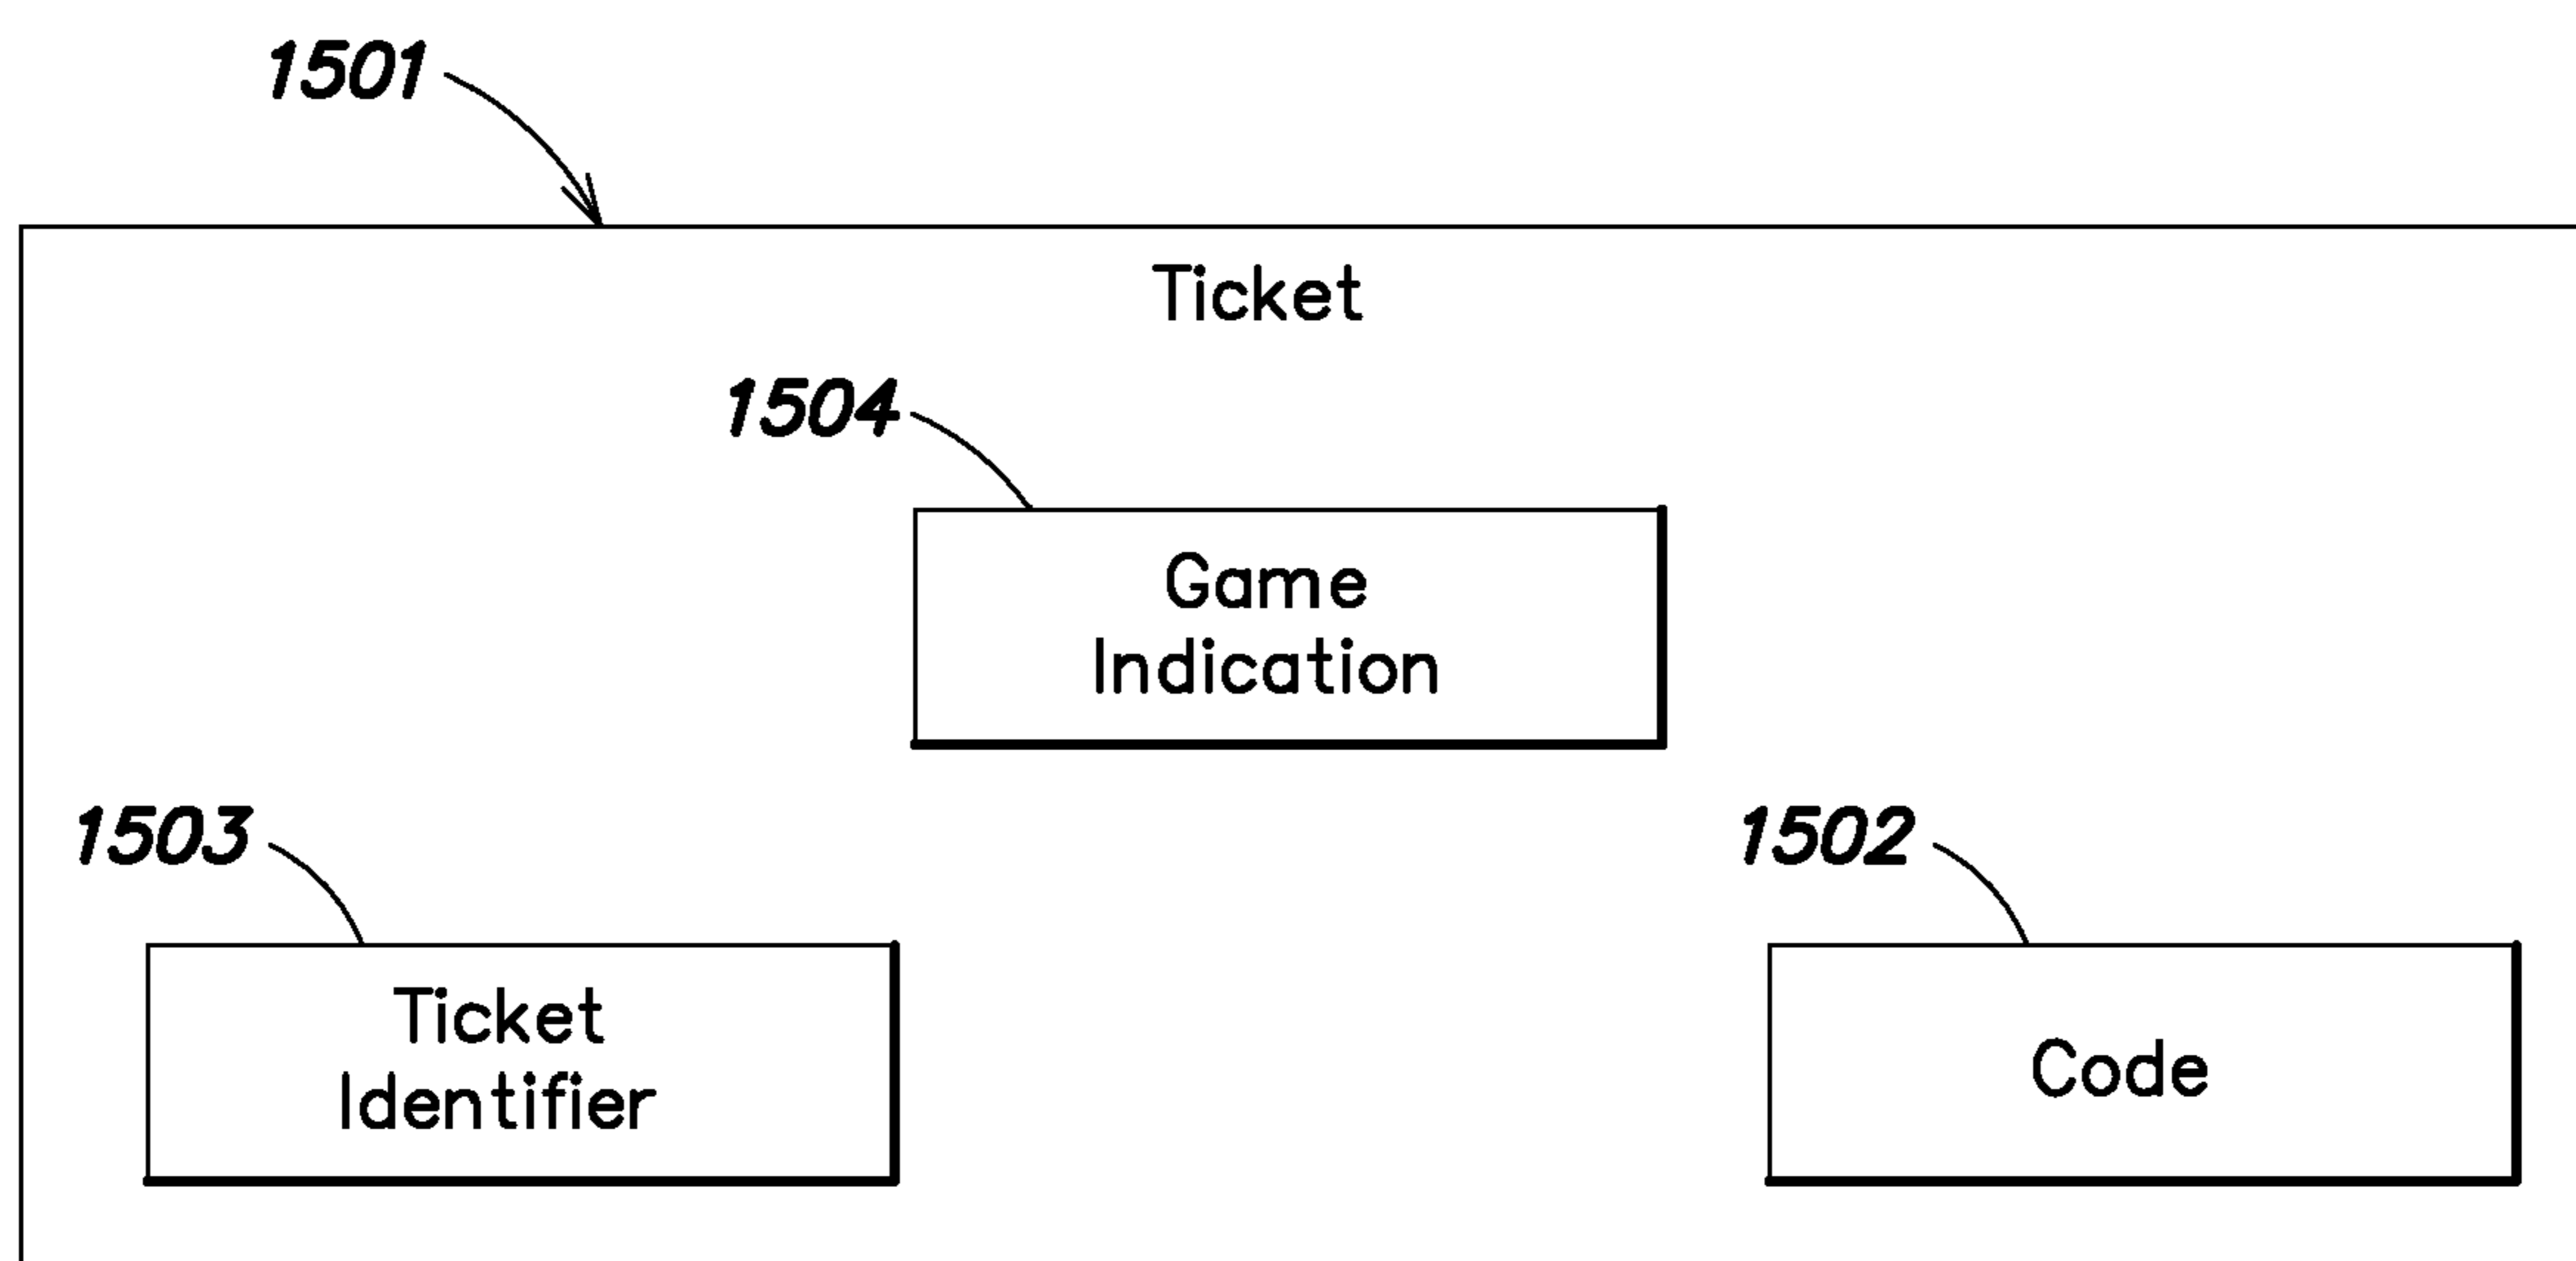 1501
Ticket
1504
Game
Indication
1503
1502
Ticket
Identifier
Code